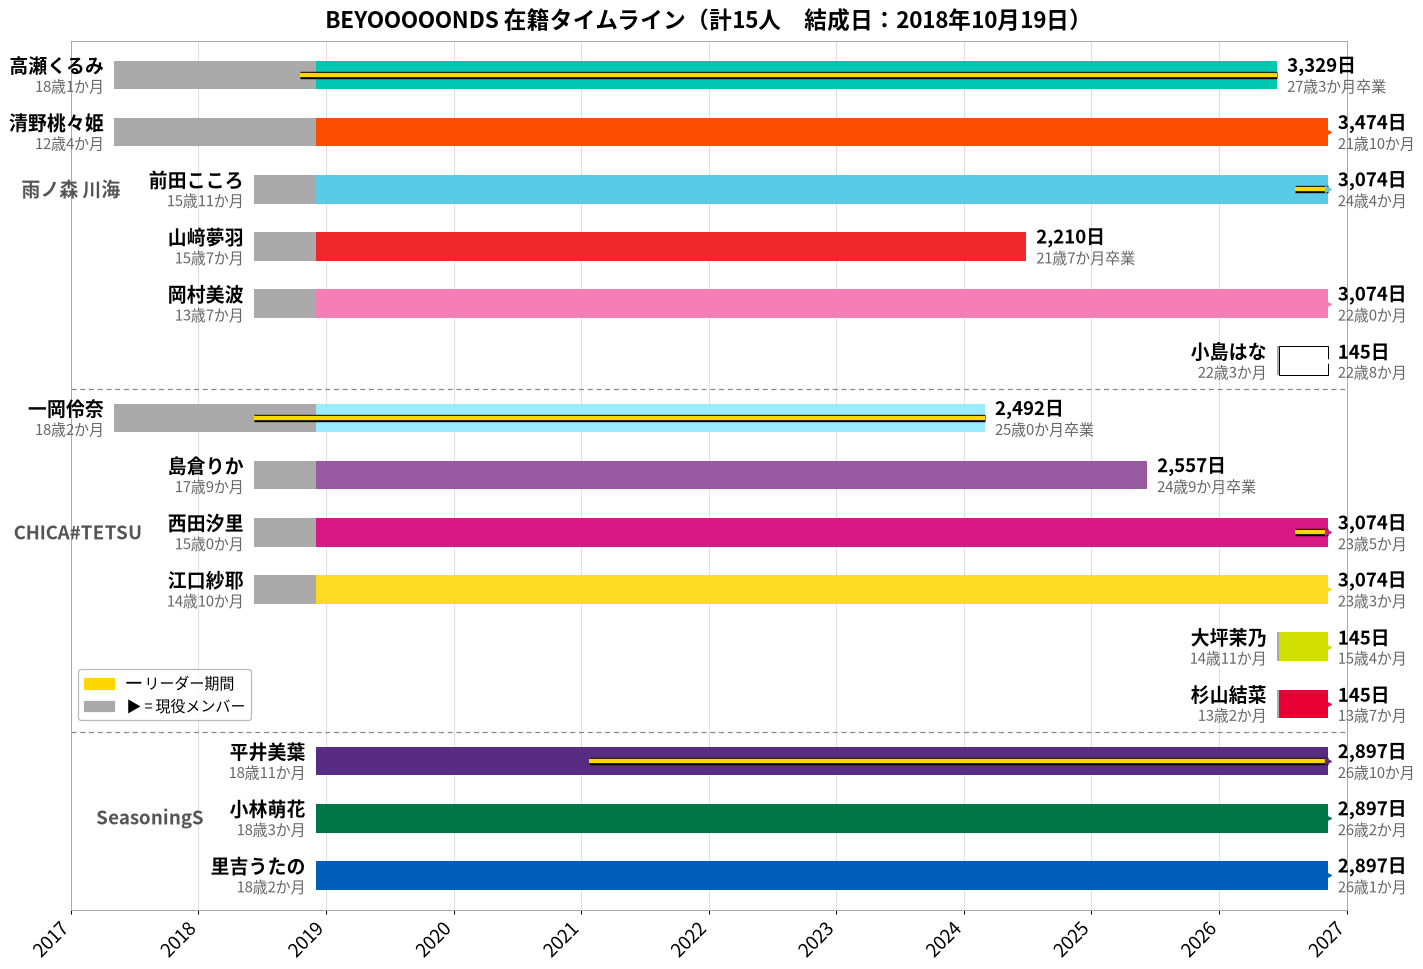 BEYOOOOONDS 在籍タイムライン（計15人　結成日：2018年10月19日）
高瀬くるみ
18歳1か月
3,329日
27歳3か月卒業
清野桃々姫
12歳4か月
3,474日
21歳10か月
雨ノ森 川海
前田こころ
15歳11か月
3,074日
24歳4か月
山﨑夢羽
15歳7か月
2,210日
21歳7か月卒業
岡村美波
13歳7か月
3,074日
22歳0か月
小島はな
22歳3か月
145日
22歳8か月
一岡伶奈
18歳2か月
2,492日
25歳0か月卒業
島倉りか
17歳9か月
2,557日
24歳9か月卒業
CHICA#TETSU
西田汐里
15歳0か月
3,074日
23歳5か月
江口紗耶
14歳10か月
3,074日
23歳3か月
大坪茉乃
14歳11か月
145日
15歳4か月
杉山結菜
13歳2か月
145日
13歳7か月
━ リーダー期間
▶ = 現役メンバー
平井美葉
18歳11か月
2,897日
26歳10か月
SeasoningS
小林萌花
18歳3か月
2,897日
26歳2か月
里吉うたの
18歳2か月
2,897日
26歳1か月
2017
2018
2019
2020
2021
2022
2023
2024
2025
2026
2027